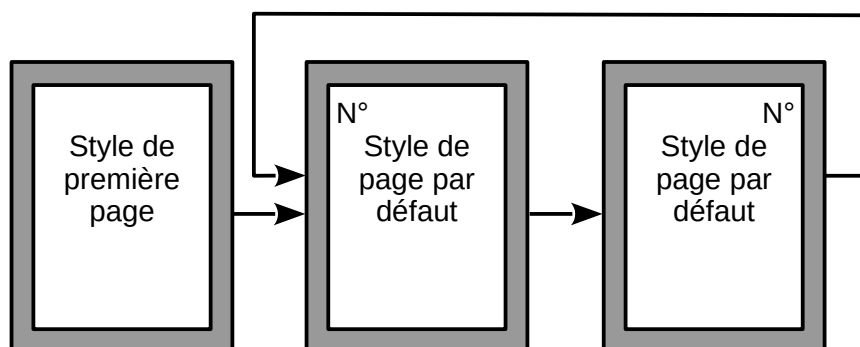 Style de
première
page
N°
Style de
page par
défaut
N°
Style de
page par
défaut